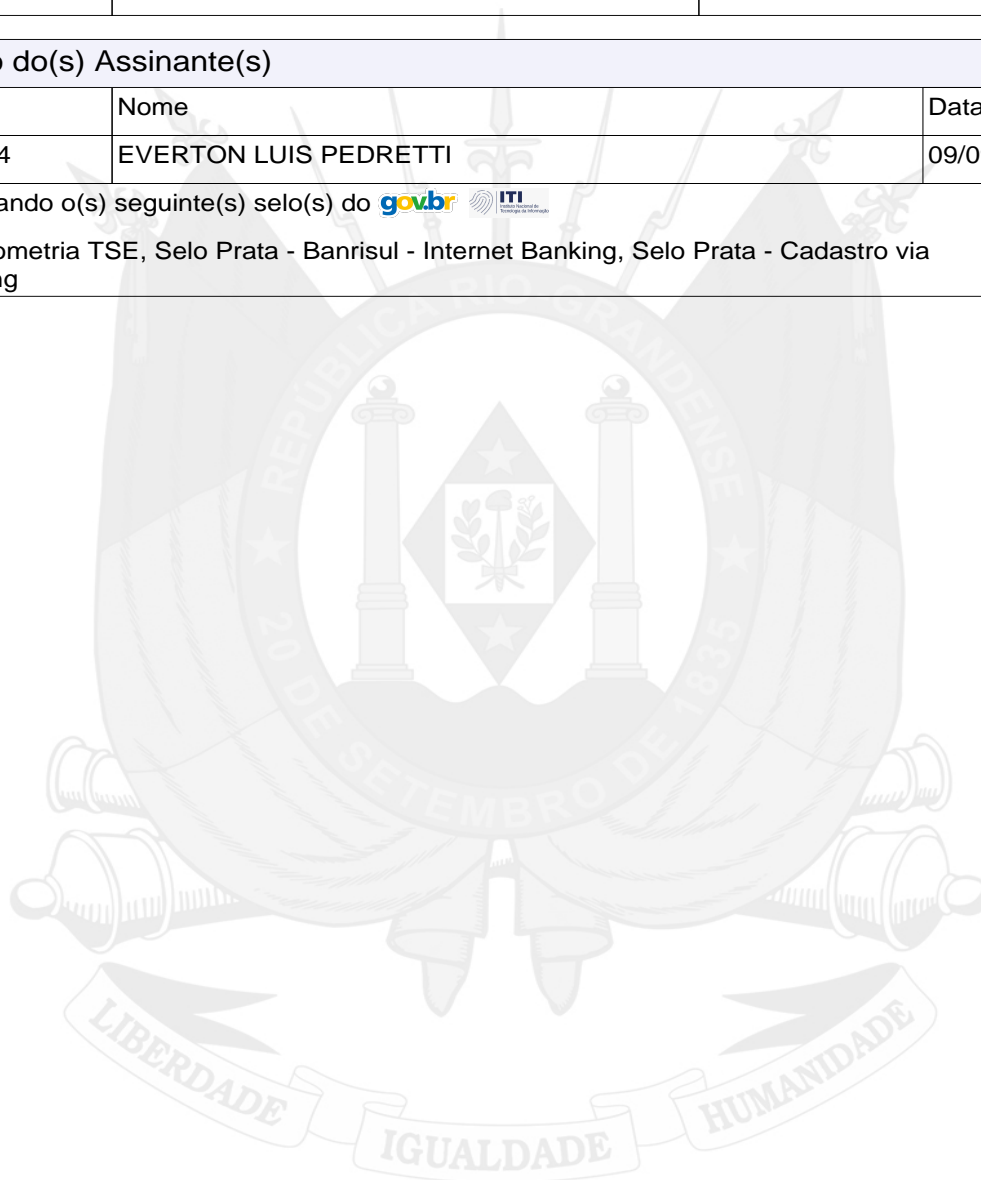 o do(s) Assinante(s)
Nome
Data
4
EVERTON LUIS PEDRETTI
09/0
ando o(s) seguinte(s) selo(s) do gov.br ITI
ometria TSE, Selo Prata - Banrisul - Internet Banking, Selo Prata - Cadastro via
ng
REPÚBLICA RIO GRANDENSE
20 DE SETEMBRO DE 1835
LIBERDADE
IGUALDADE
HUMANIDADE